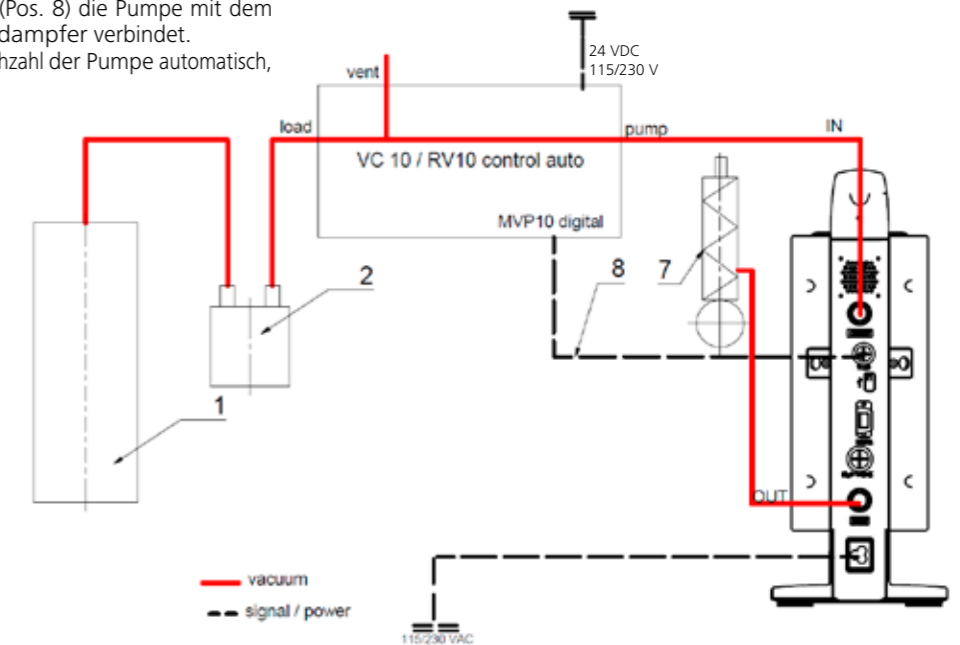 (Pos. 8) die Pumpe mit dem
dampfer verbindet.
hzahl der Pumpe automatisch,
24 VDC
115/230 V
vent
load
pump
IN
VC 10 / RV10 control auto
MVP10 digital
8
7
2
1
OUT
vacuum
signal / power
115/230 VAC